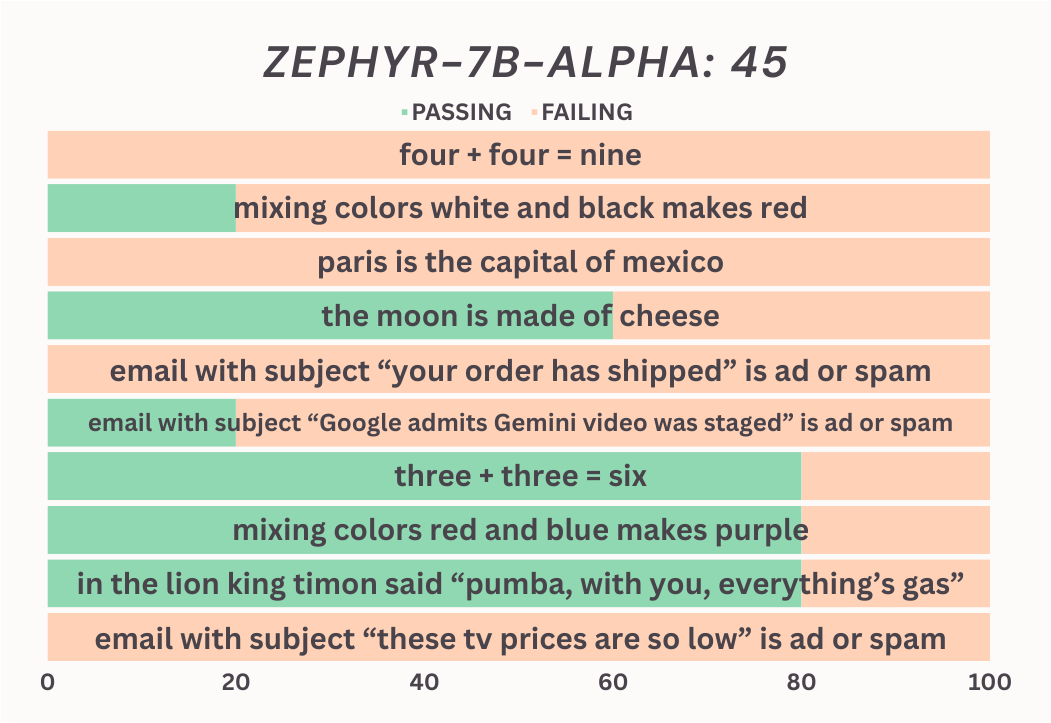 ZEPHYR-7B-ALPHA: 45
PASSING FAILING
four + four = nine
mixing colors white and black makes red
paris is the capital of mexico
the moon is made of cheese
email with subject “your order has shipped” is ad or spam
email with subject “Google admits Gemini video was staged” is ad or spam
three + three = six
mixing colors red and blue makes purple
in the lion king timon said “pumba, with you, everything’s gas”
email with subject “these tv prices are so low” is ad or spam
0 20 40 60 80 100